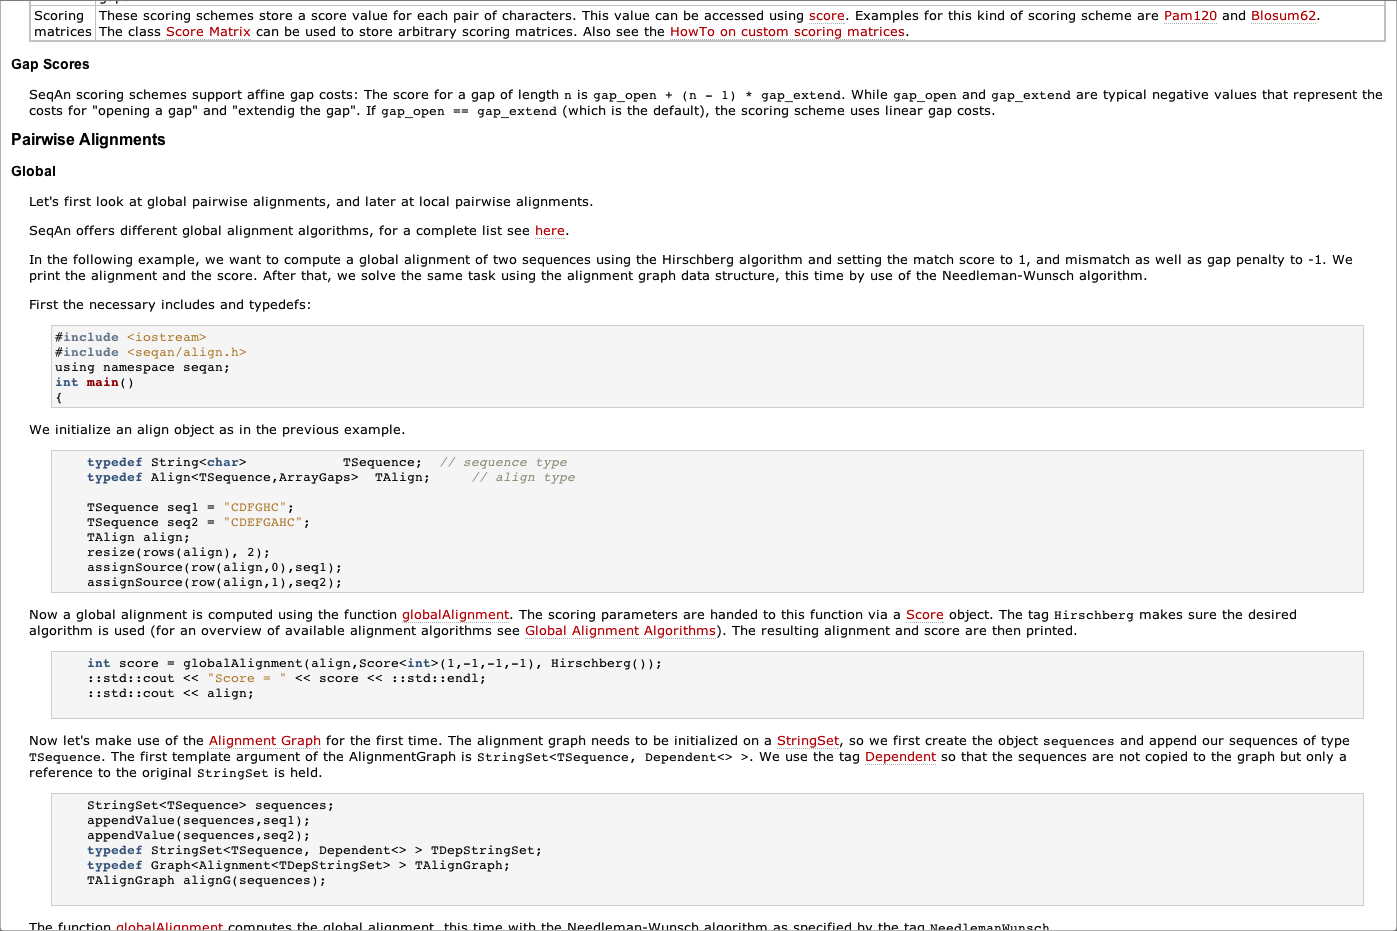 Scoring These scoring schemes store a score value for each pair of characters. This value can be accessed using score. Examples for this kind of scoring scheme are Pam120 and Blosum62.
matrices The class Score Matrix can be used to store arbitrary scoring matrices. Also see the HowTo on custom scoring matrices.
Gap Scores
SeqAn scoring schemes support affine gap costs: The score for a gap of length n is gap_open + (n - 1) * gap_extend. While gap_open and gap_extend are typical negative values that represent the
costs for "opening a gap" and "extendig the gap". If gap_open == gap_extend (which is the default), the scoring scheme uses linear gap costs.
Pairwise Alignments
Global
Let's first look at global pairwise alignments, and later at local pairwise alignments.
SeqAn offers different global alignment algorithms, for a complete list see here.
In the following example, we want to compute a global alignment of two sequences using the Hirschberg algorithm and setting the match score to 1, and mismatch as well as gap penalty to -1. We
print the alignment and the score. After that, we solve the same task using the alignment graph data structure, this time by use of the Needleman-Wunsch algorithm.
First the necessary includes and typedefs:
#include <iostream>
#include <seqan/align.h>
using namespace seqan;
int main()
{
We initialize an align object as in the previous example.
typedef String<char> TSequence; // sequence type
typedef Align<TSequence,ArrayGaps> TAlign; // align type
TSequence seq1 = "CDFGHC";
TSequence seq2 = "CDEFGAHC";
TAlign align;
resize(rows(align), 2);
assignSource(row(align,0),seq1);
assignSource(row(align,1),seq2);
Now a global alignment is computed using the function globalAlignment. The scoring parameters are handed to this function via a Score object. The tag Hirschberg makes sure the desired
algorithm is used (for an overview of available alignment algorithms see Global Alignment Algorithms). The resulting alignment and score are then printed.
int score = globalAlignment(align,Score<int>(1,-1,-1,-1), Hirschberg());
::std::cout << "Score = " << score << ::std::endl;
::std::cout << align;
Now let's make use of the Alignment Graph for the first time. The alignment graph needs to be initialized on a StringSet, so we first create the object sequences and append our sequences of type
TSequence. The first template argument of the AlignmentGraph is StringSet<TSequence, Dependent<> >. We use the tag Dependent so that the sequences are not copied to the graph but only a
reference to the original StringSet is held.
StringSet<TSequence> sequences;
appendValue(sequences,seq1);
appendValue(sequences,seq2);
typedef StringSet<TSequence, Dependent<> > TDepStringSet;
typedef Graph<Alignment<TDepStringSet> > TAlignGraph;
TAlignGraph alignG(sequences);
The function globalAlignment computes the global alignment, this time with the Needleman-Wunsch algorithm as specified by the tag NeedlemanWunsch